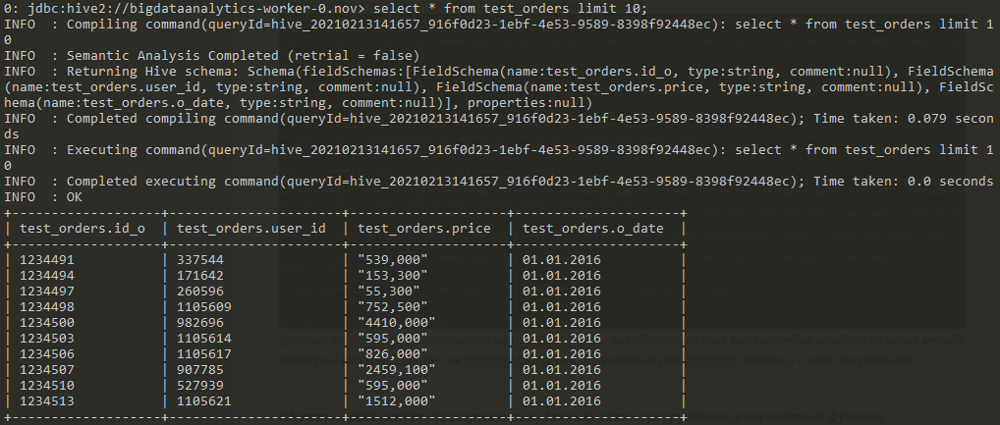 0: jdbc:hive2://bigdataanalytics-worker-0.nov> select * from test_orders limit 10;
INFO  : Compiling command(queryId=hive_20210213141657_916f0d23-1ebf-4e53-9589-8398f92448ec): select * from test_orders limit 1
0
INFO  : Semantic Analysis Completed (retrial = false)
INFO  : Returning Hive schema: Schema(fieldSchemas:[FieldSchema(name:test_orders.id_o, type:string, comment:null), FieldSchema
(name:test_orders.user_id, type:string, comment:null), FieldSchema(name:test_orders.price, type:string, comment:null), FieldSc
hema(name:test_orders.o_date, type:string, comment:null)], properties:null)
INFO  : Completed compiling command(queryId=hive_20210213141657_916f0d23-1ebf-4e53-9589-8398f92448ec); Time taken: 0.079 secon
ds
INFO  : Executing command(queryId=hive_20210213141657_916f0d23-1ebf-4e53-9589-8398f92448ec): select * from test_orders limit 1
0
INFO  : Completed executing command(queryId=hive_20210213141657_916f0d23-1ebf-4e53-9589-8398f92448ec); Time taken: 0.0 seconds
INFO  : OK
+-------------------+----------------------+--------------------+---------------------+
| test_orders.id_o  | test_orders.user_id  | test_orders.price  | test_orders.o_date  |
+-------------------+----------------------+--------------------+---------------------+
| 1234491           | 337544               | "539,000"          | 01.01.2016          |
| 1234494           | 171642               | "153,300"          | 01.01.2016          |
| 1234497           | 260596               | "55,300"           | 01.01.2016          |
| 1234498           | 1105609              | "752,500"          | 01.01.2016          |
| 1234500           | 982696               | "4410,000"         | 01.01.2016          |
| 1234503           | 1105614              | "595,000"          | 01.01.2016          |
| 1234506           | 1105617              | "826,000"          | 01.01.2016          |
| 1234507           | 907785               | "2459,100"         | 01.01.2016          |
| 1234510           | 527939               | "595,000"          | 01.01.2016          |
| 1234513           | 1105621              | "1512,000"         | 01.01.2016          |
+-------------------+----------------------+--------------------+---------------------+